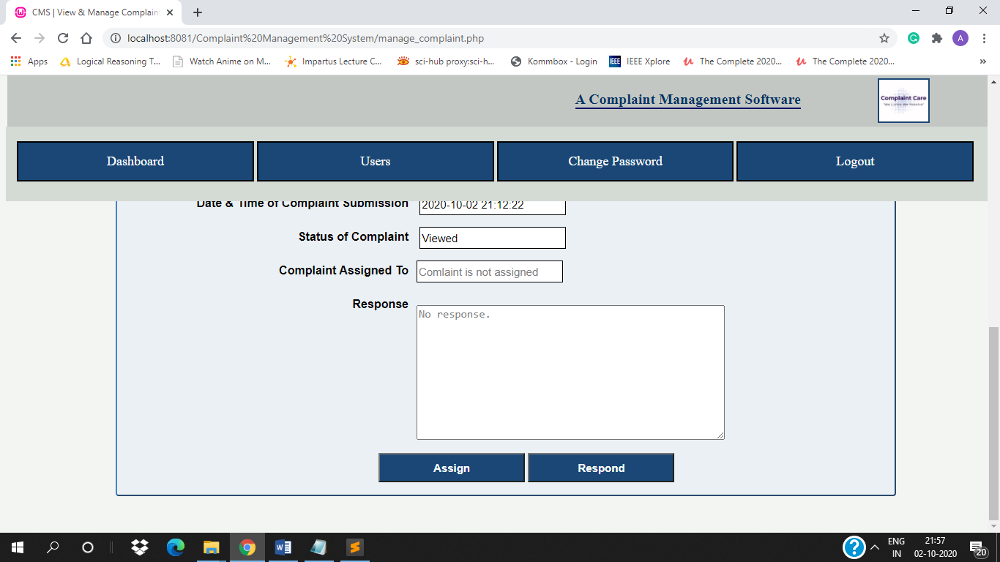 CMS | View & Manage Complain
localhost:8081/Complaint%20Management%20System/manage_complaint.php
A
Apps
Logical Reasoning T...
Watch Anime on M...
Impartus Lecture C...
sci-hub proxy:sci-h...
Kommbox - Login
IEEE
IEEE Xplore
The Complete 2020...
The Complete 2020...
»
A Complaint Management Software
Complaint Care
Dashboard
Users
Change Password
Logout
Date & Time of Complaint Submission
2020-10-02 21:12:22
Status of Complaint
Viewed
Complaint Assigned To
Comlaint is not assigned
Response
No response.
Assign
Respond
ENG
IN
21:57
02-10-2020
20